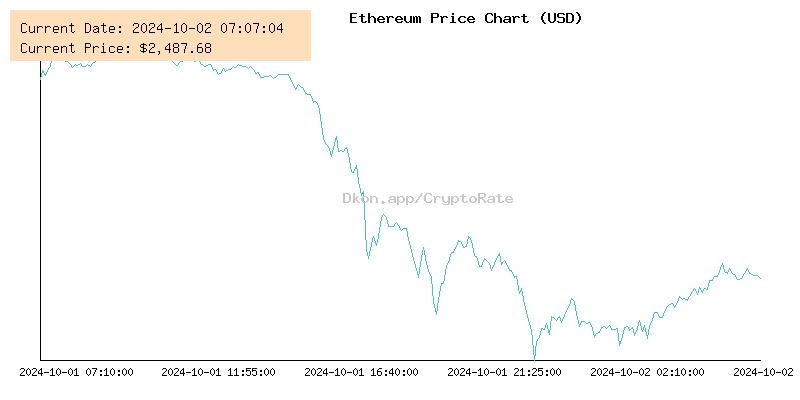 Ethereum Price Chart (USD)
Current Date: 2024-10-02 07:07:04
Current Price: $2,487.68
Dkon.app/CryptoRate
2024-10-01 07:10:00 2024-10-01 11:55:00 2024-10-01 16:40:00 2024-10-01 21:25:00 2024-10-02 02:10:00 2024-10-02